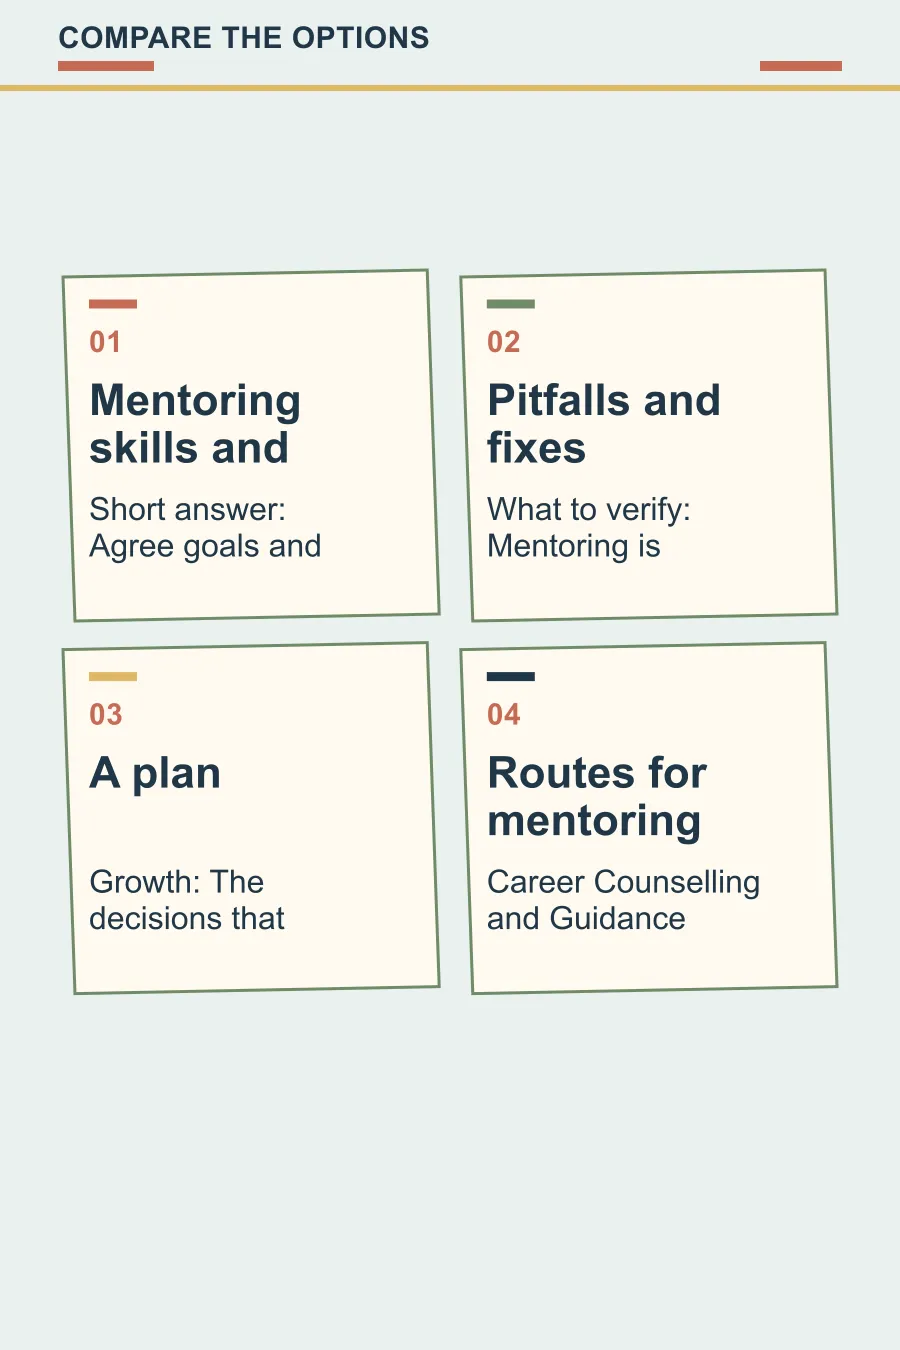 COMPARE THE OPTIONS
01
Mentoring
skills and
Short answer:
Agree goals and
02
Pitfalls and
fixes
What to verify:
Mentoring is
03
A plan
Growth: The
decisions that
04
Routes for
mentoring
Career Counselling
and Guidance